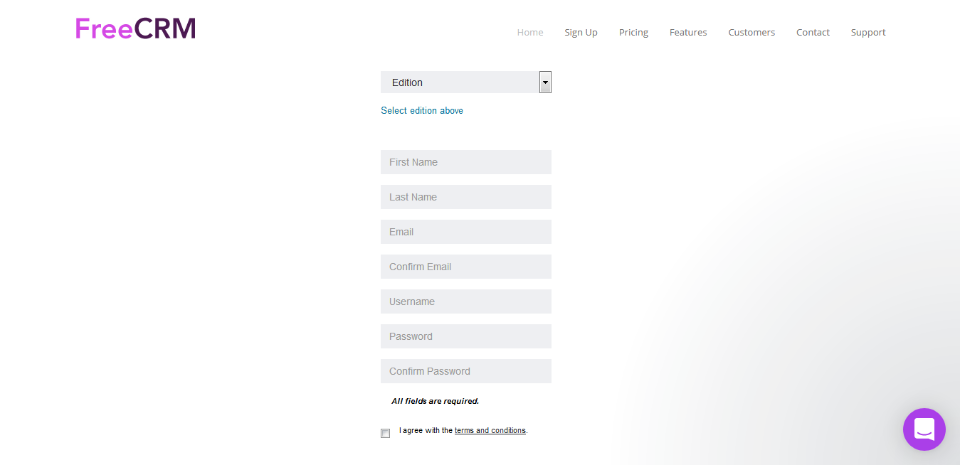 FreeCRM
Home Sign Up Pricing Features Customers Contact Support
Edition
Select edition above
First Name
Last Name
Email
Confirm Email
Username
Password
Confirm Password
All fields are required.
I agree with the terms and conditions.